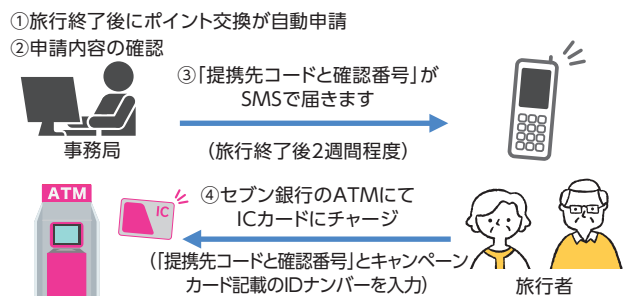 ①旅行終了後にポイント交換が自動申請
②申請内容の確認
③「提携先コードと確認番号」が
SMSで届きます
事務局
(旅行終了後2週間程度)
ATM
IC
④セブン銀行のATMにて
ICカードにチャージ
(「提携先コードと確認番号」とキャンペーン
カード記載のIDナンバーを入力)
旅行者